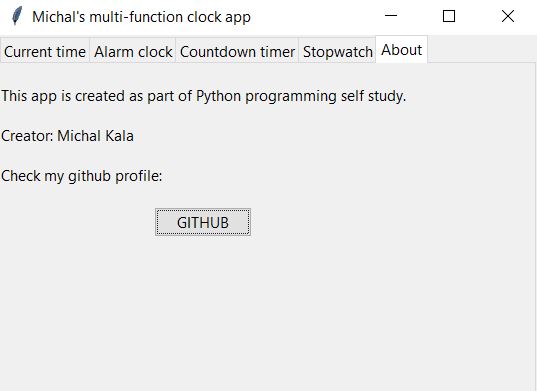 Michal's multi-function clock app
Current time Alarm clock Countdown timer Stopwatch About
This app is created as part of Python programming self study.
Creator: Michal Kala
Check my github profile:
GITHUB